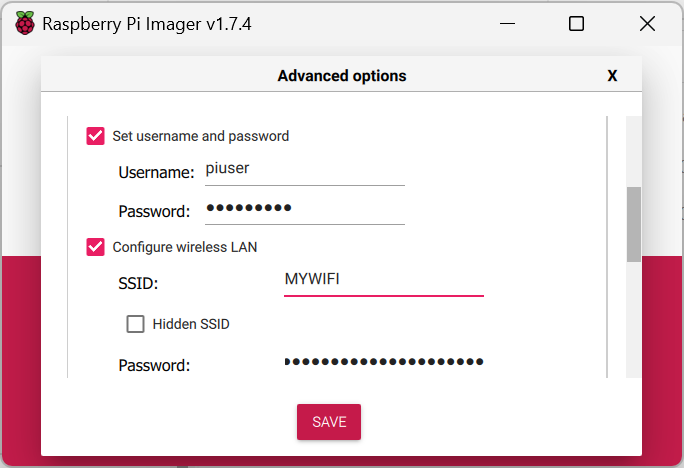 Raspberry Pi Imager v1.7.4
Advanced options X
Set username and password
Username: piuser
Password: •••••••••
Configure wireless LAN
SSID: MYWIFI
Hidden SSID
Password: ••••••••••••••••••••••
SAVE